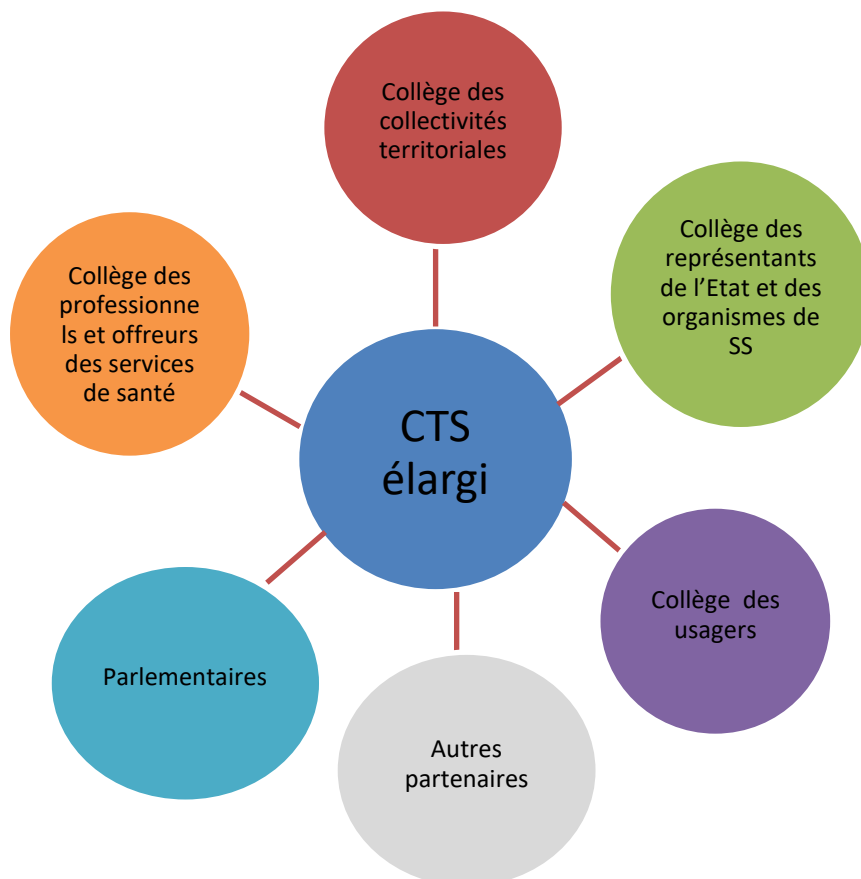 Collège des
collectivités
territoriales
Collège des
représentants
de l’Etat et des
organismes de
SS
Collège des
professionne
ls et offreurs
des services
de santé
CTS
élargi
Collège des
usagers
Parlementaires
Autres
partenaires